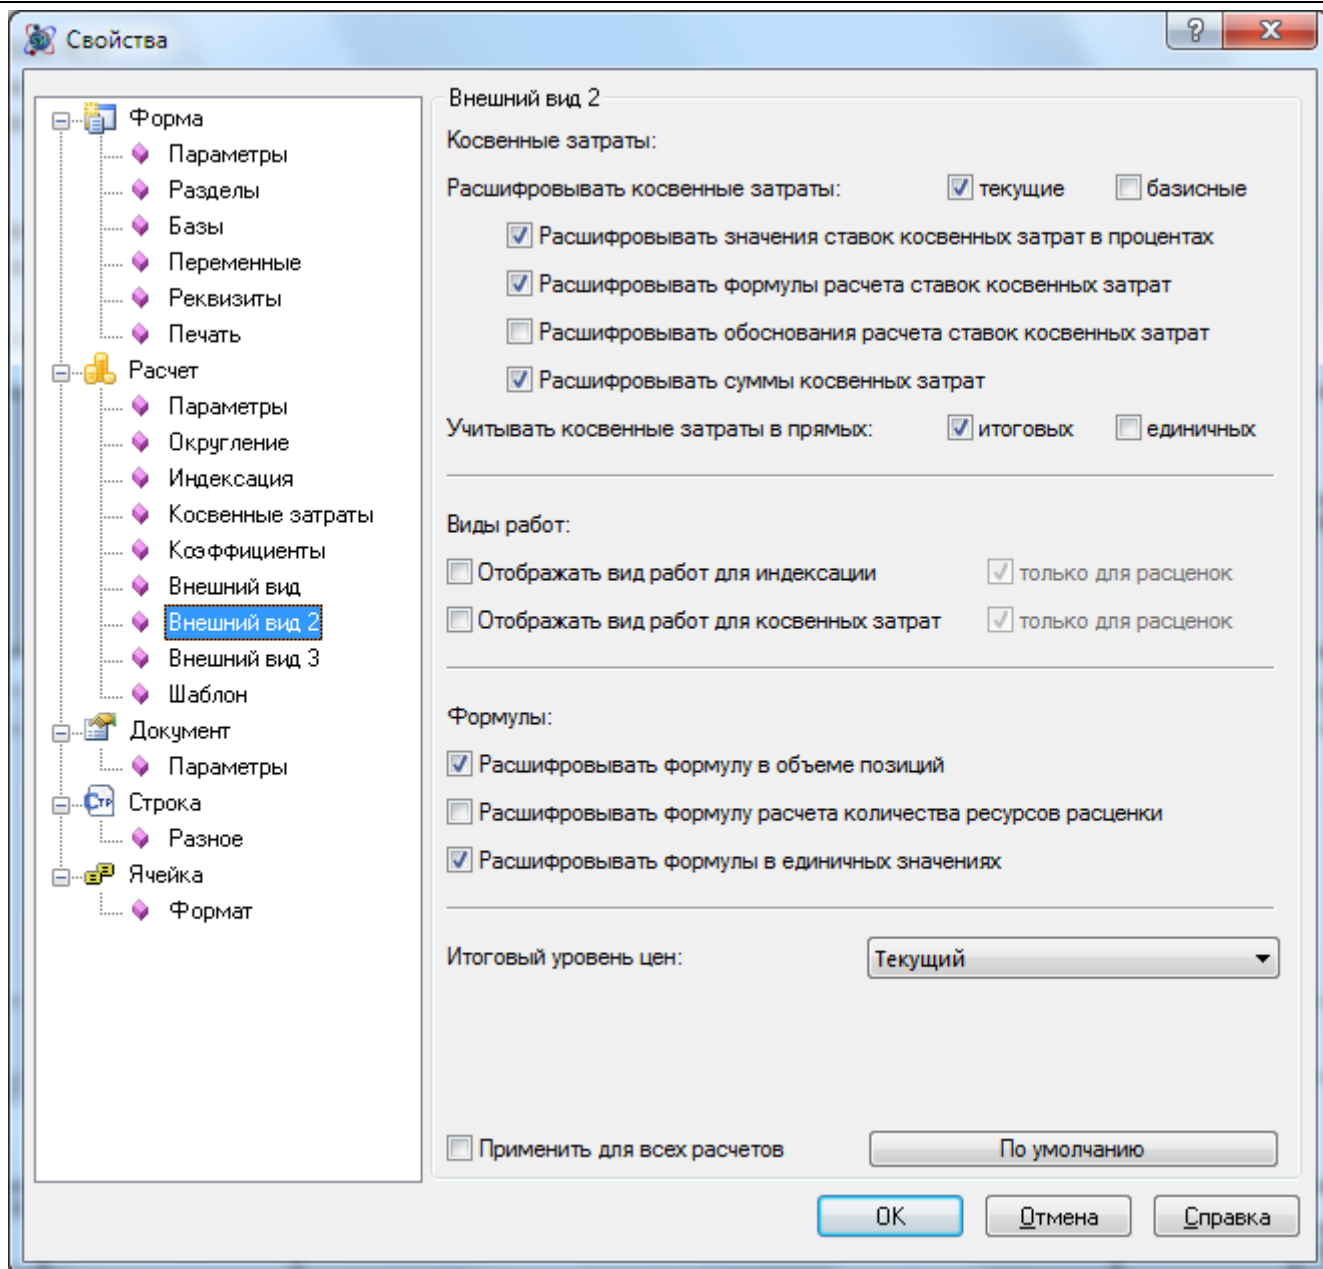 Свойства
Форма
Параметры
Разделы
Базы
Переменные
Реквизиты
Печать
Расчет
Параметры
Округление
Индексация
Косвенные затраты
Коэффициенты
Внешний вид
Внешний вид 2
Внешний вид 3
Шаблон
Документ
Параметры
Стр Строка
Разное
Ячейка
Формат
Внешний вид 2
Косвенные затраты:
Расшифровывать косвенные затраты: текущие базисные
Расшифровывать значения ставок косвенных затрат в процентах
Расшифровывать формулы расчета ставок косвенных затрат
Расшифровывать обоснования расчета ставок косвенных затрат
Расшифровывать суммы косвенных затрат
Учитывать косвенные затраты в прямых: итоговых единичных
Виды работ:
Отображать вид работ для индексации только для расценок
Отображать вид работ для косвенных затрат только для расценок
Формулы:
Расшифровывать формулу в объеме позиций
Расшифровывать формулу расчета количества ресурсов расценки
Расшифровывать формулы в единичных значениях
Итоговый уровень цен: Текущий
Применить для всех расчетов По умолчанию
OK Отмена Справка